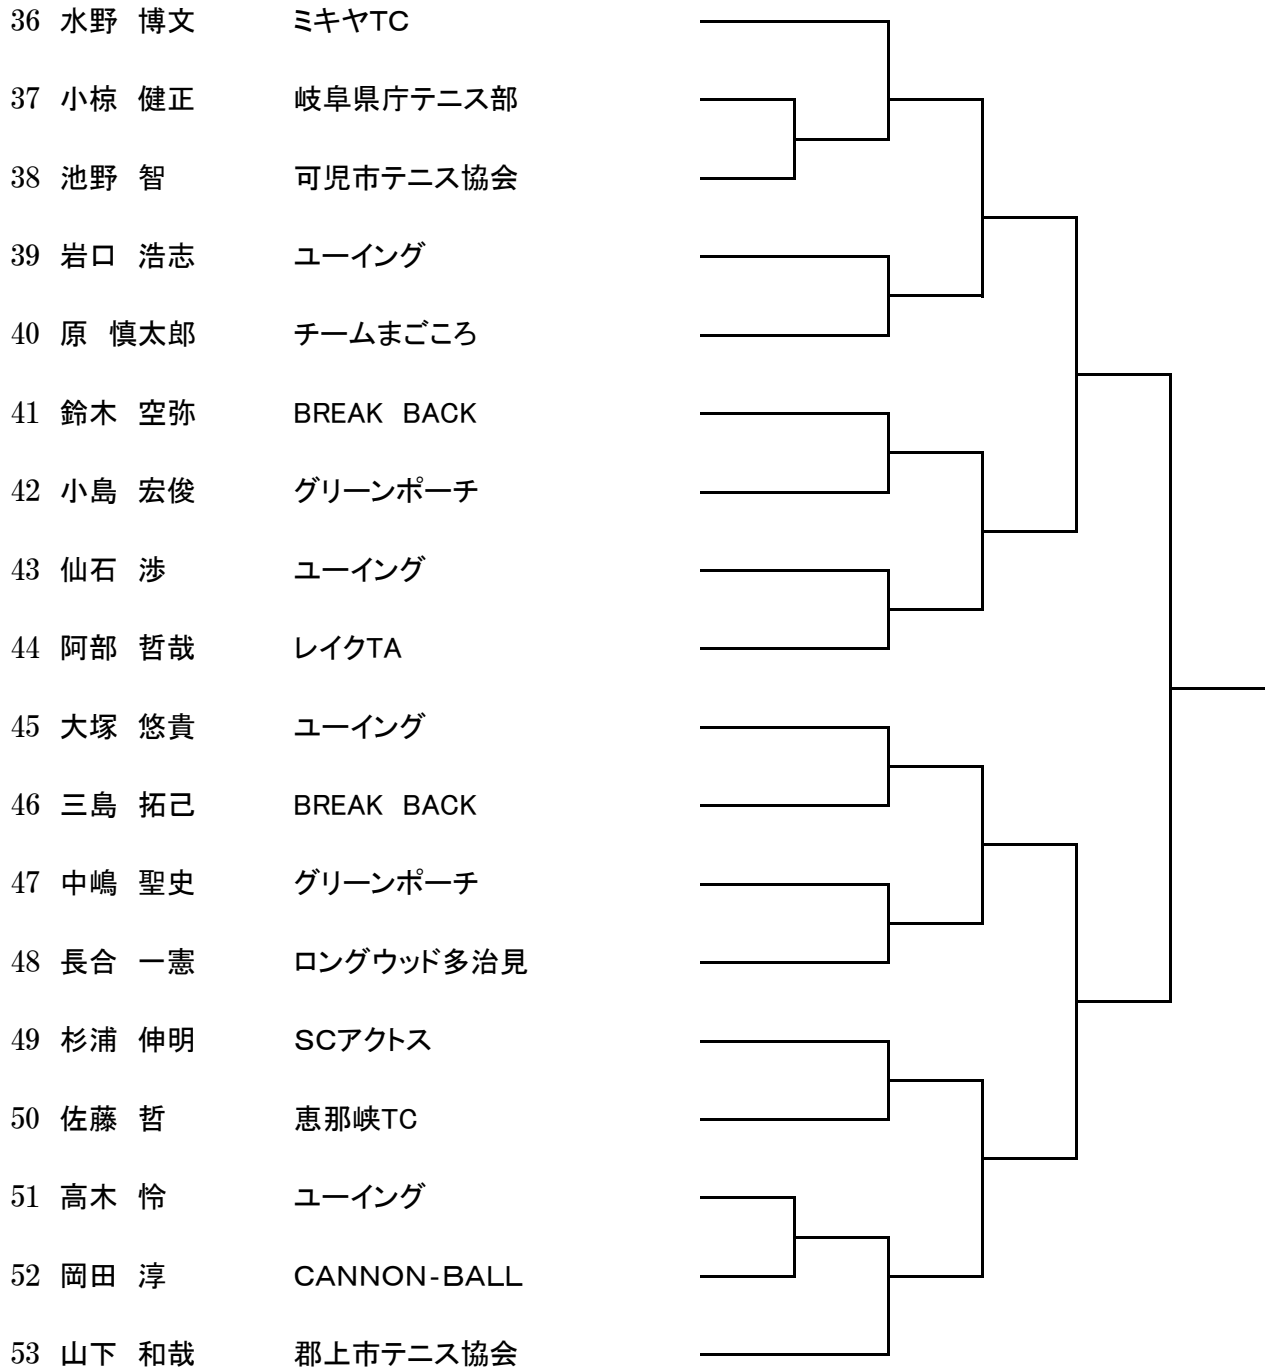 36 水野 博文 ミキヤTC
37 小椋 健正 岐阜県庁テニス部
38 池野 智 可児市テニス協会
39 岩口 浩志 ユーイング
40 原 慎太郎 チームまごころ
41 鈴木 空弥 BREAK BACK
42 小島 宏俊 グリーンポーチ
43 仙石 渉 ユーイング
44 阿部 哲哉 レイクTA
45 大塚 悠貴 ユーイング
46 三島 拓己 BREAK BACK
47 中嶋 聖史 グリーンポーチ
48 長合 一憲 ロングウッド多治見
49 杉浦 伸明 SCアクトス
50 佐藤 哲 恵那峡TC
51 高木 怜 ユーイング
52 岡田 淳 CANNON-BALL
53 山下 和哉 郡上市テニス協会